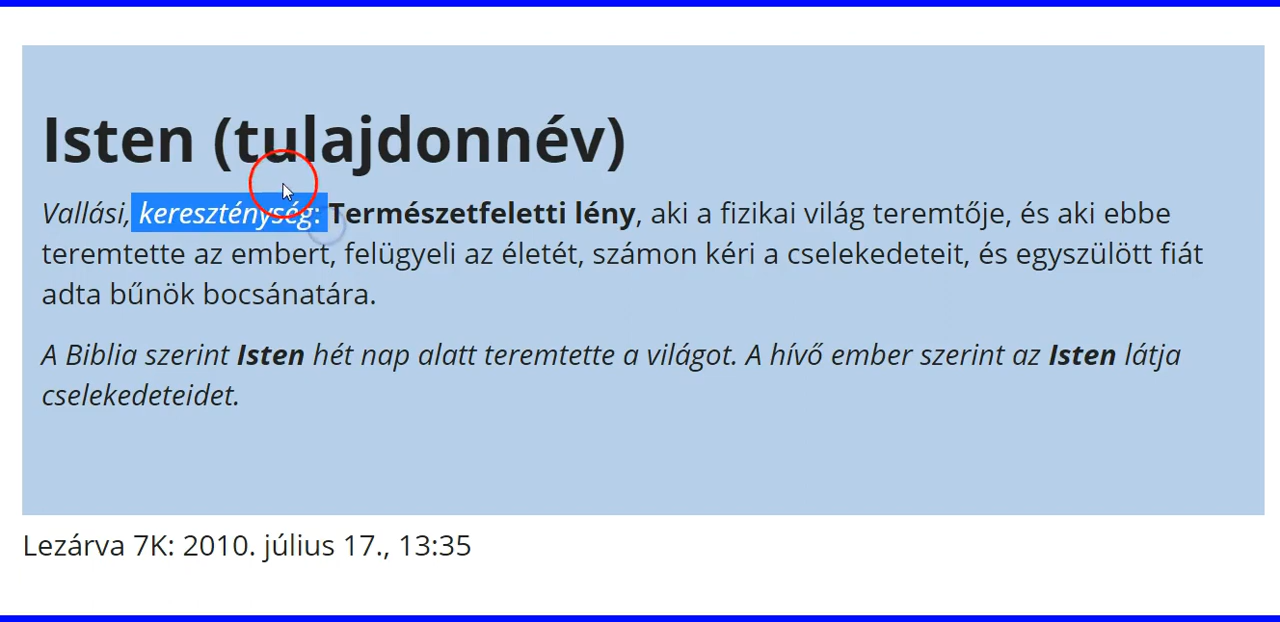 Isten (tulajdonnév)
Vallási, kereszténység: Természetfeletti lény, aki a fizikai világ teremtője, és aki ebbe
teremtette az embert, felügyeli az életét, számon kéri a cselekedeteit, és egyszülött fiát
adta bűnök bocsánatára.
A Biblia szerint Isten hét nap alatt teremtette a világot. A hívő ember szerint az Isten látja
cselekedeteidet.
Lezárva 7K: 2010. július 17., 13:35